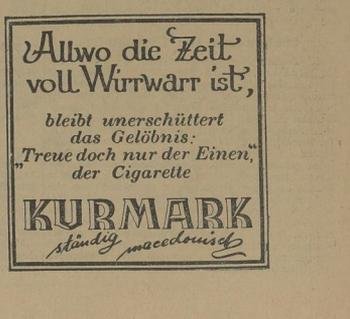 Allwo die Zeit
voll Wirrwarr ist,
bleibt unerschüttert
das Gelöbnis:
„Treue doch nur der Einen,“
der Cigarette
KURMARK
ständig macedonisch